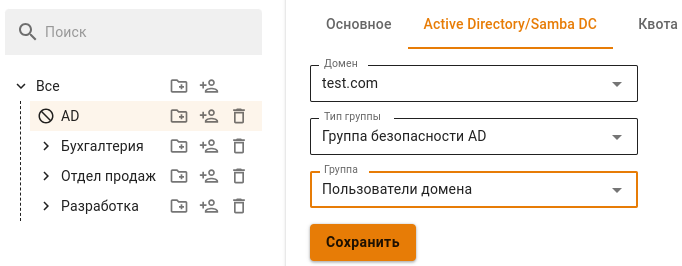 Поиск
Все
AD
Бухгалтерия
Отдел продаж
Разработка
Основное
Active Directory/Samba DC
Квота
Домен
test.com
Тип группы
Группа безопасности AD
Группа
Пользователи домена
Сохранить